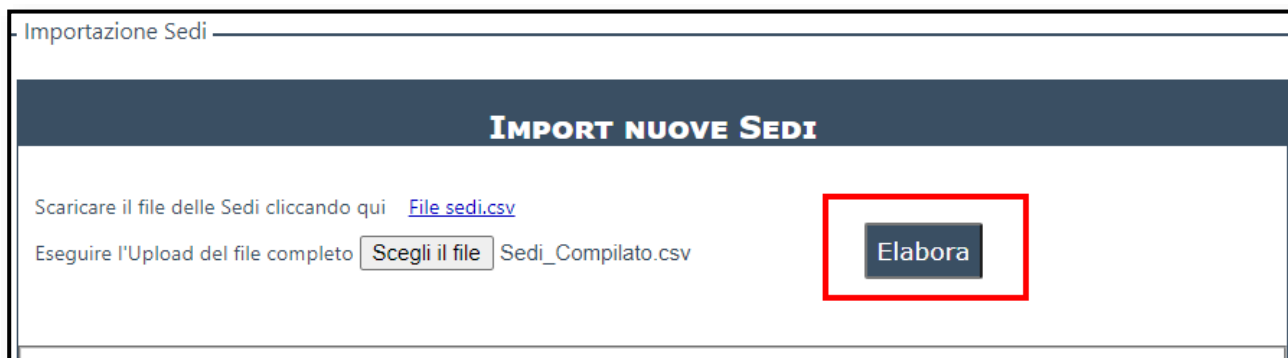 Importazione Sedi
IMPORT NUOVE SEDI
Scaricare il file delle Sedi cliccando qui File sedi.csv
Eseguire l'Upload del file completo Scegli il file Sedi_Compilato.csv
Elabora